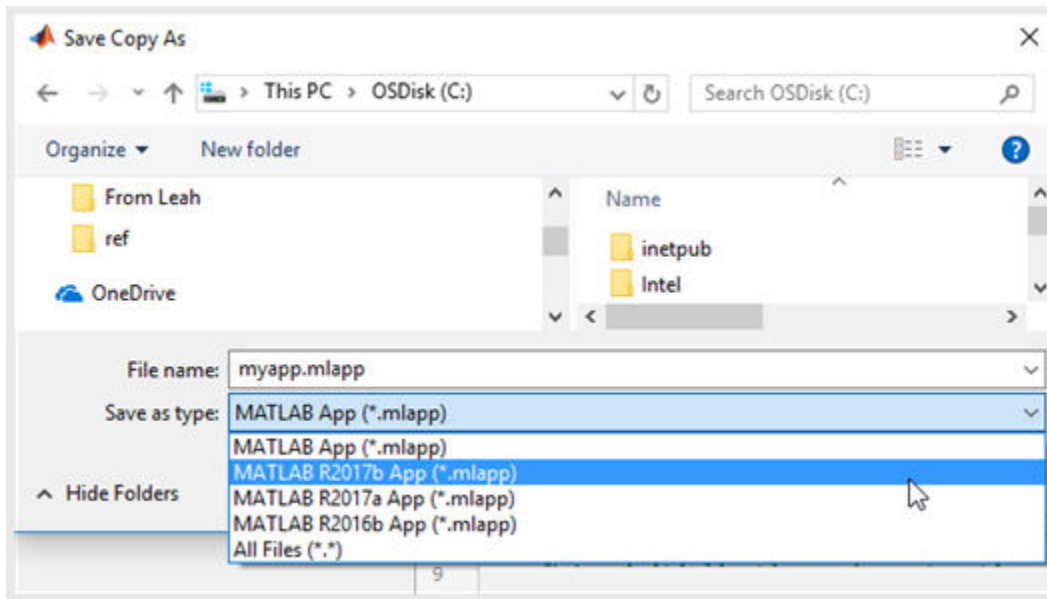 Save Copy As
This PC > OSDisk (C:)
Search OSDisk (C:)
Organize
New folder
From Leah
ref
OneDrive
Name
inetpub
Intel
File name: myapp.mlapp
Save as type: MATLAB App (*.mlapp)
MATLAB App (*.mlapp)
MATLAB R2017b App (*.mlapp)
MATLAB R2017a App (*.mlapp)
MATLAB R2016b App (*.mlapp)
All Files (*.*)
Hide Folders
9